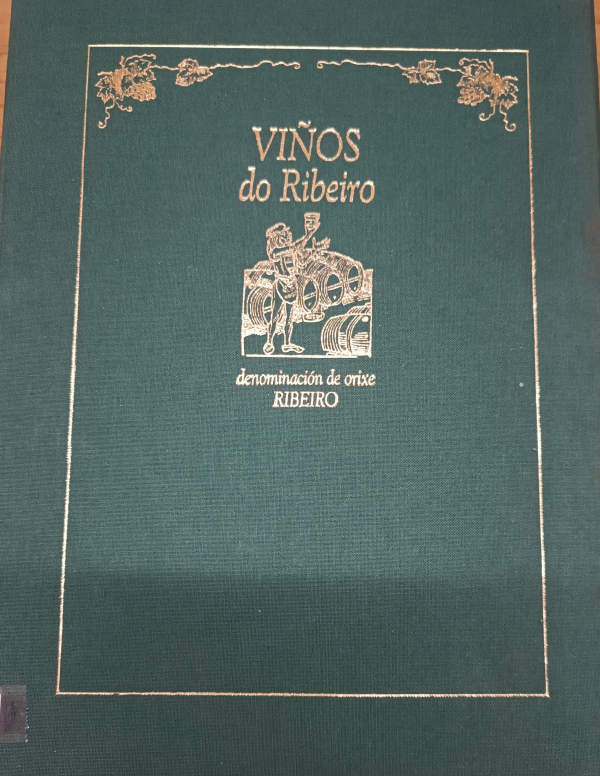 VIÑOS
do Ribeiro
denominación de orixe
RIBEIRO